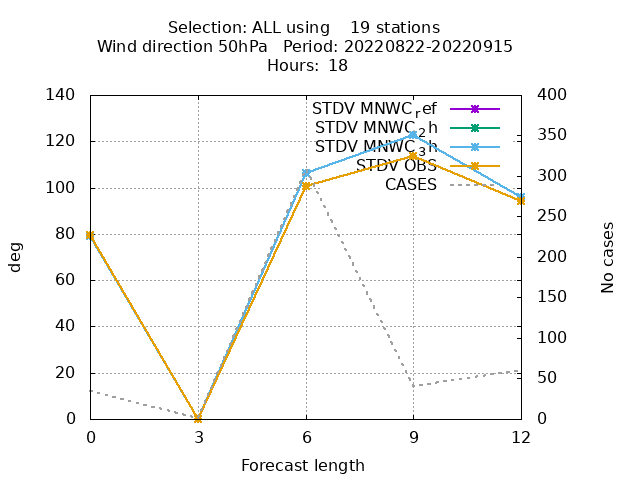 Selection: ALL using    19 stations
Wind direction 50hPa   Period: 20220822-20220915
Hours:  18
140
120
100
80
60
40
20
0
400
350
300
250
200
150
100
50
0
0
3
6
9
12
deg
No cases
Forecast length
STDV MNWC_ref
STDV MNWC_2h
STDV MNWC_3h
STDV OBS
CASES